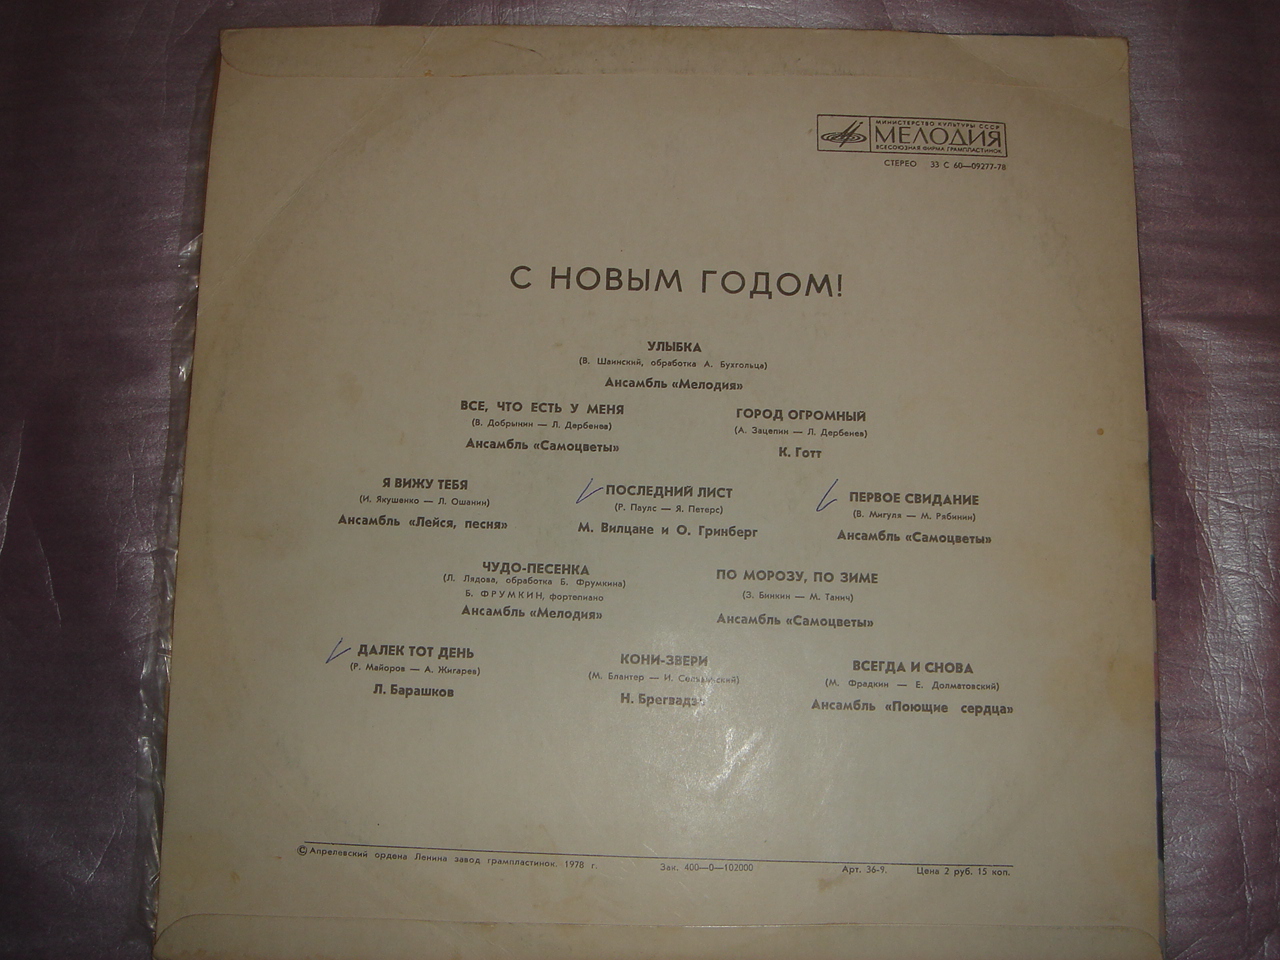 МИНИСТЕРСТВО КУЛЬТУРЫ СССР
МЕЛОДИЯ
ВСЕСОЮЗНАЯ ФИРМА ГРАМПЛАСТИНОК
СТЕРЕО 33 С 60—09277-78
С НОВЫМ ГОДОМ!
УЛЫБКА
(В. Шаинский, обработка А. Бухгольца)
Ансамбль «Мелодия»
ВСЕ, ЧТО ЕСТЬ У МЕНЯ
(В. Добрынин — Л. Дербенев)
Ансамбль «Самоцветы»
ГОРОД ОГРОМНЫЙ
(А. Зацепин — Л. Дербенев)
К. Готт
Я ВИЖУ ТЕБЯ
(И. Якушенко — Л. Ошанин)
Ансамбль «Лейся, песня»
ПОСЛЕДНИЙ ЛИСТ
(Р. Паулс — Я. Петерс)
М. Вилцане и О. Гринберг
ПЕРВОЕ СВИДАНИЕ
(В. Мигуля — М. Рябинин)
Ансамбль «Самоцветы»
ЧУДО-ПЕСЕНКА
(Л. Лядова, обработка Б. Фрумкина)
Б. ФРУМКИН, фортепиано
Ансамбль «Мелодия»
ПО МОРОЗУ, ПО ЗИМЕ
(З. Бинкин — М. Танич)
Ансамбль «Самоцветы»
ДАЛЕК ТОТ ДЕНЬ
(Р. Майоров — А. Жигарев)
Л. Барашков
КОНИ-ЗВЕРИ
(М. Блантер — И. Сельвинский)
Н. Брегвадзе
ВСЕГДА И СНОВА
(М. Фрадкин — Е. Долматовский)
Ансамбль «Поющие сердца»
© Апрелевский ордена Ленина завод грампластинок. 1978 г. Зак. 400—0—102000 Арт. 36-9. Цена 2 руб. 15 коп.